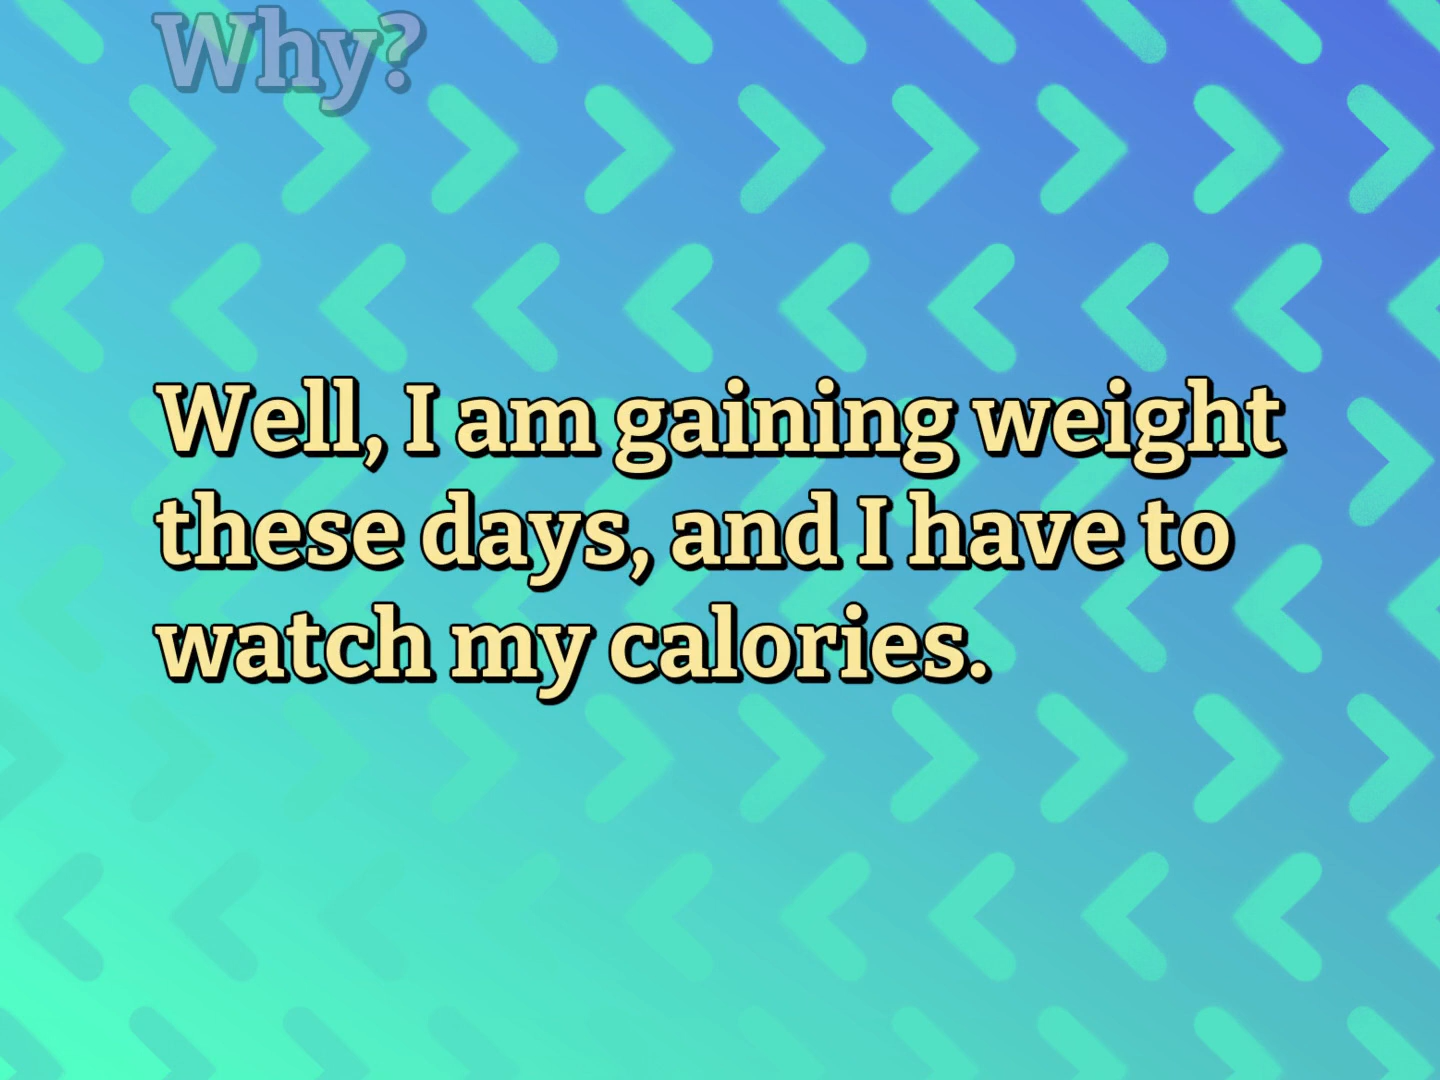 Why?
Well, I am gaining weight
these days, and I have to
watch my calories.